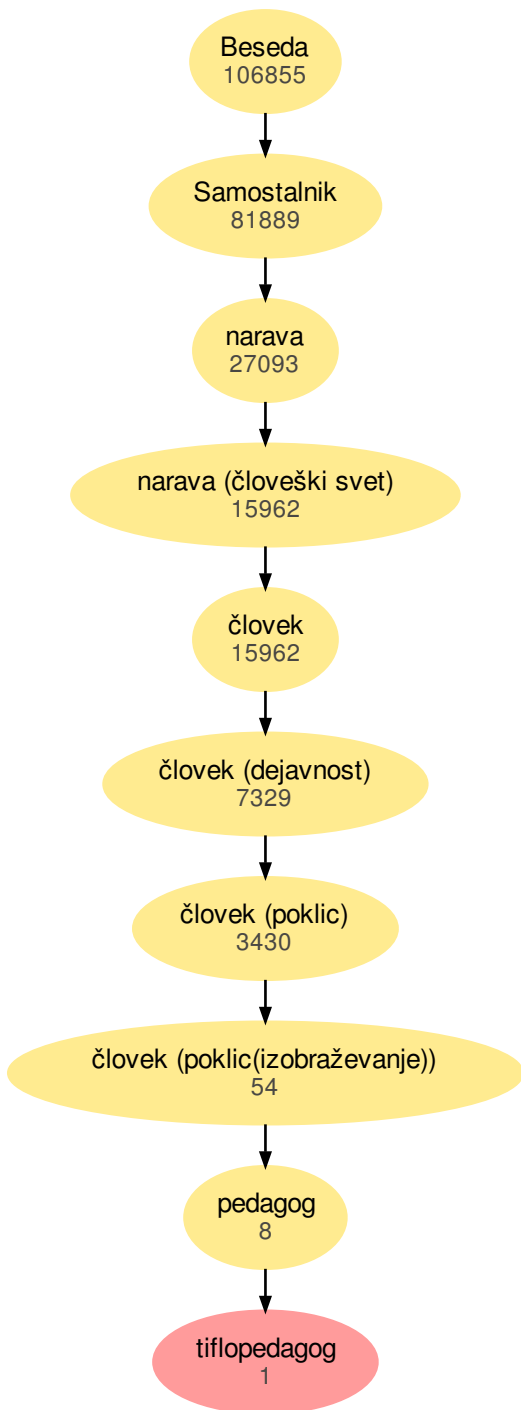 Beseda
106855
Samostalnik
81889
narava
27093
narava (človeški svet)
15962
človek
15962
človek (dejavnost)
7329
človek (poklic)
3430
človek (poklic(izobraževanje))
54
pedagog
8
tiflopedagog
1